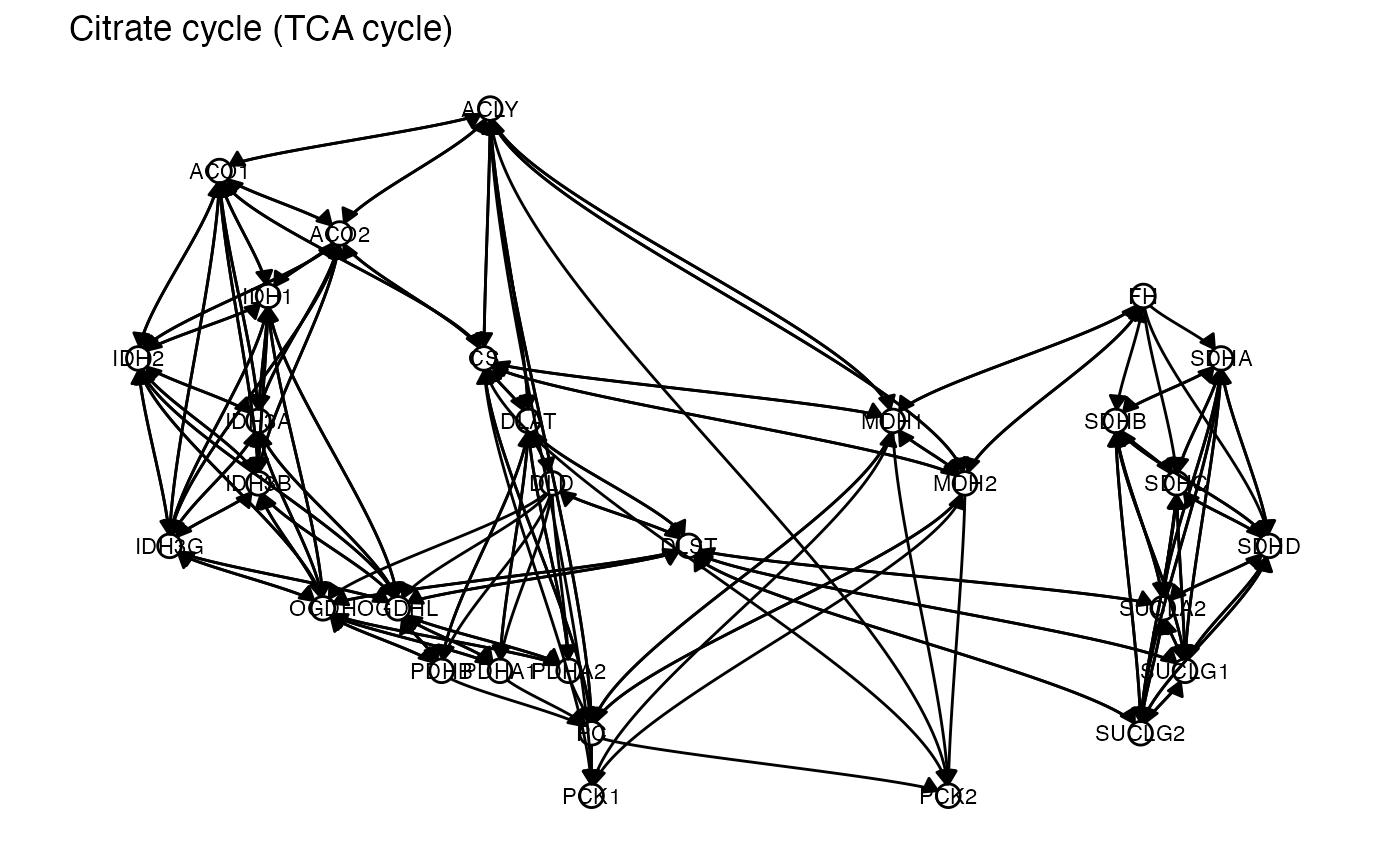 Citrate cycle (TCA cycle)
ACLY
ACO1
ACO2
IDH1
FH
IDH2
CS
SDHA
IDH3A
DLAT
MDH1
SDHB
IDH3B
DLD
MDH2
SDHC
IDH3G
DLST
SDHD
OGDH
OGDHL
SUCLA2
PDHB
PDHA1
PDHA2
SUCLG1
PC
SUCLG2
PCK1
PCK2